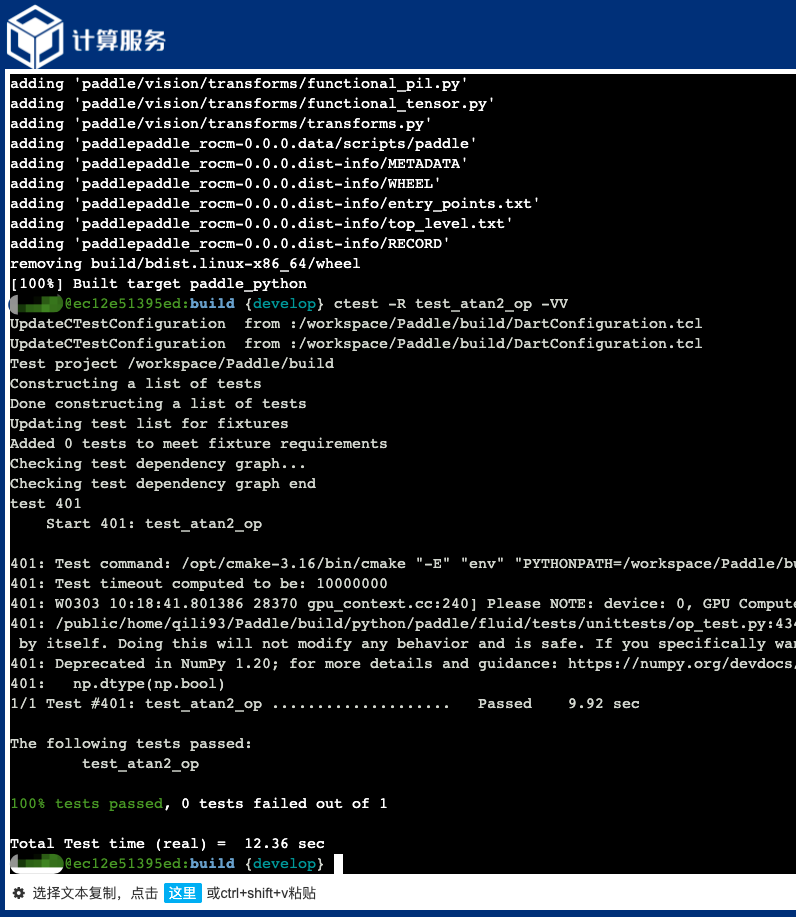 计算服务
adding 'paddle/vision/transforms/functional_pil.py'
adding 'paddle/vision/transforms/functional_tensor.py'
adding 'paddle/vision/transforms/transforms.py'
adding 'paddlepaddle_rocm-0.0.0.data/scripts/paddle'
adding 'paddlepaddle_rocm-0.0.0.dist-info/METADATA'
adding 'paddlepaddle_rocm-0.0.0.dist-info/WHEEL'
adding 'paddlepaddle_rocm-0.0.0.dist-info/entry_points.txt'
adding 'paddlepaddle_rocm-0.0.0.dist-info/top_level.txt'
adding 'paddlepaddle_rocm-0.0.0.dist-info/RECORD'
removing build/bdist.linux-x86_64/wheel
[100%] Built target paddle_python
@ec12e51395ed:build {develop} ctest -R test_atan2_op -VV
UpdateCTestConfiguration  from :/workspace/Paddle/build/DartConfiguration.tcl
UpdateCTestConfiguration  from :/workspace/Paddle/build/DartConfiguration.tcl
Test project /workspace/Paddle/build
Constructing a list of tests
Done constructing a list of tests
Updating test list for fixtures
Added 0 tests to meet fixture requirements
Checking test dependency graph...
Checking test dependency graph end
test 401
    Start 401: test_atan2_op
401: Test command: /opt/cmake-3.16/bin/cmake "-E" "env" "PYTHONPATH=/workspace/Paddle/bu
401: Test timeout computed to be: 10000000
401: W0303 10:18:41.801386 28370 gpu_context.cc:240] Please NOTE: device: 0, GPU Compute
401: /public/home/qili93/Paddle/build/python/paddle/fluid/tests/unittests/op_test.py:434
 by itself. Doing this will not modify any behavior and is safe. If you specifically wan
401: Deprecated in NumPy 1.20; for more details and guidance: https://numpy.org/devdocs/
401:   np.dtype(np.bool)
1/1 Test #401: test_atan2_op ....................   Passed    9.92 sec
The following tests passed:
        test_atan2_op
100% tests passed, 0 tests failed out of 1
Total Test time (real) =  12.36 sec
@ec12e51395ed:build {develop}
选择文本复制，点击 这里 或ctrl+shift+v粘贴